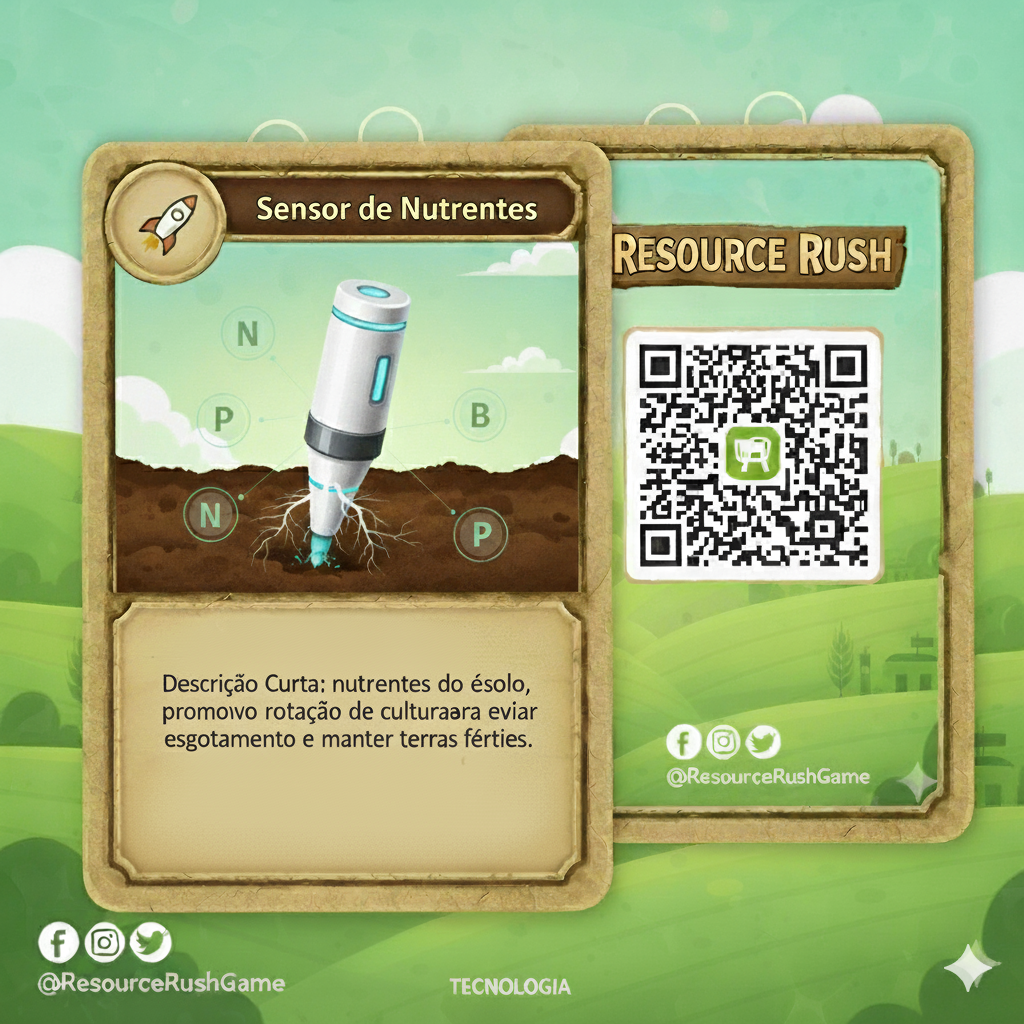 Sensor de Nutrentes
RESOURCE RUSH
N
P
B
N
P
Descrição Curta: nutrentes do ésolo,
promoıvo rotação de culturaara eviar
esgotamento e manter terras férties.
@ResourceRushGame
@ResourceRushGame
TECNOLOGIA